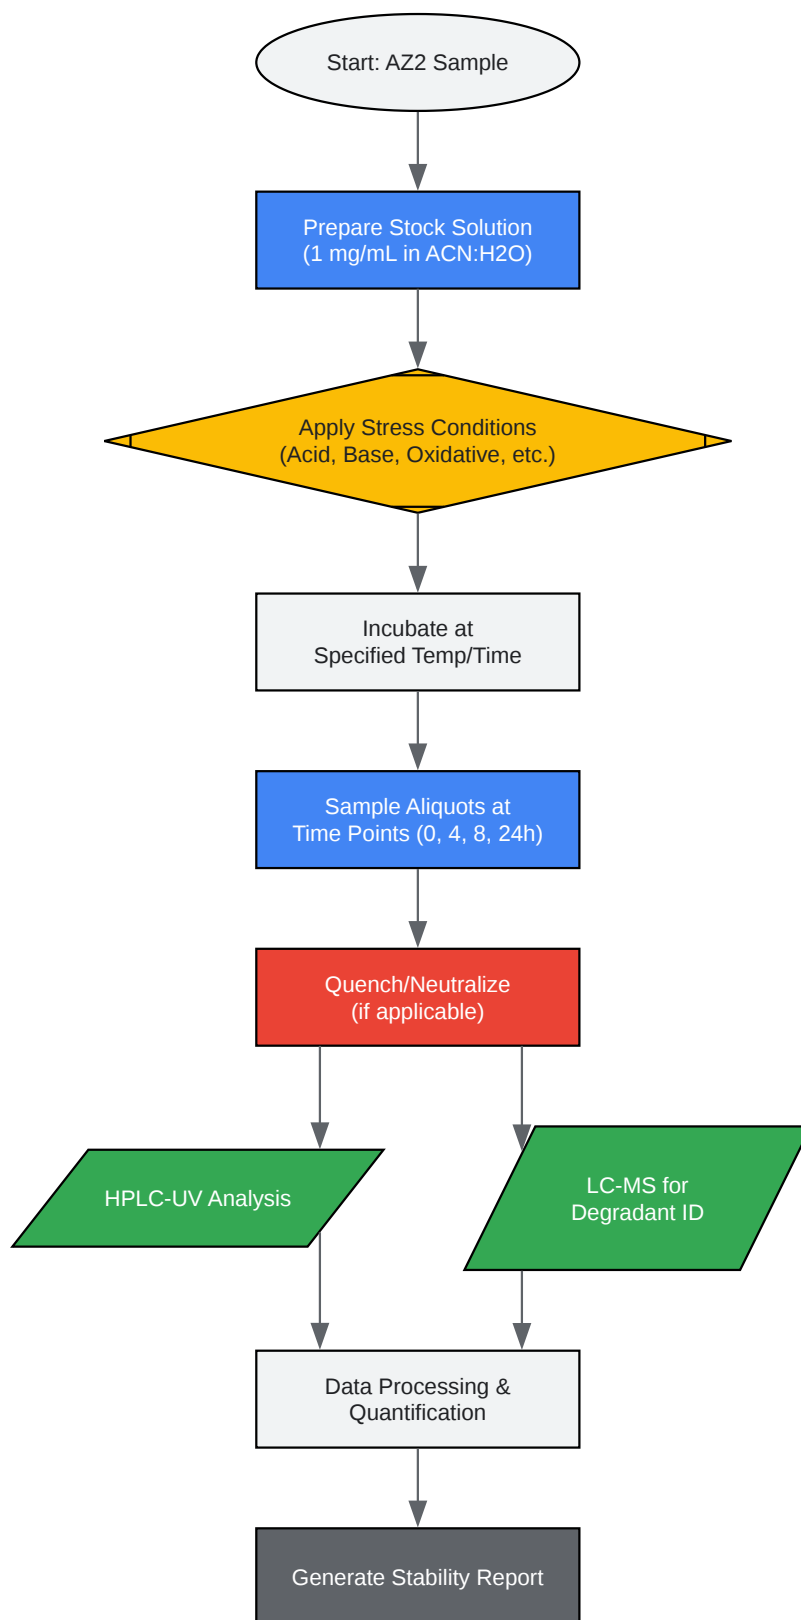 Start: AZ2 Sample
Prepare Stock Solution
(1 mg/mL in ACN:H2O)
Apply Stress Conditions
(Acid, Base, Oxidative, etc.)
Incubate at
Specified Temp/Time
Sample Aliquots at
Time Points (0, 4, 8, 24h)
Quench/Neutralize
(if applicable)
HPLC-UV Analysis
LC-MS for
Degradant ID
Data Processing &
Quantification
Generate Stability Report